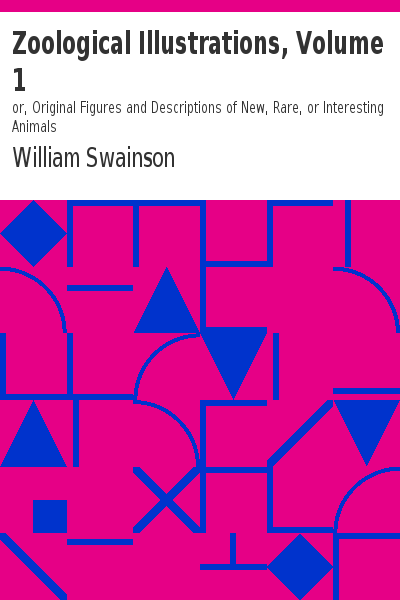 Zoological Illustrations, Volume
1
or, Original Figures and Descriptions of New, Rare, or Interesting
Animals
William Swainson